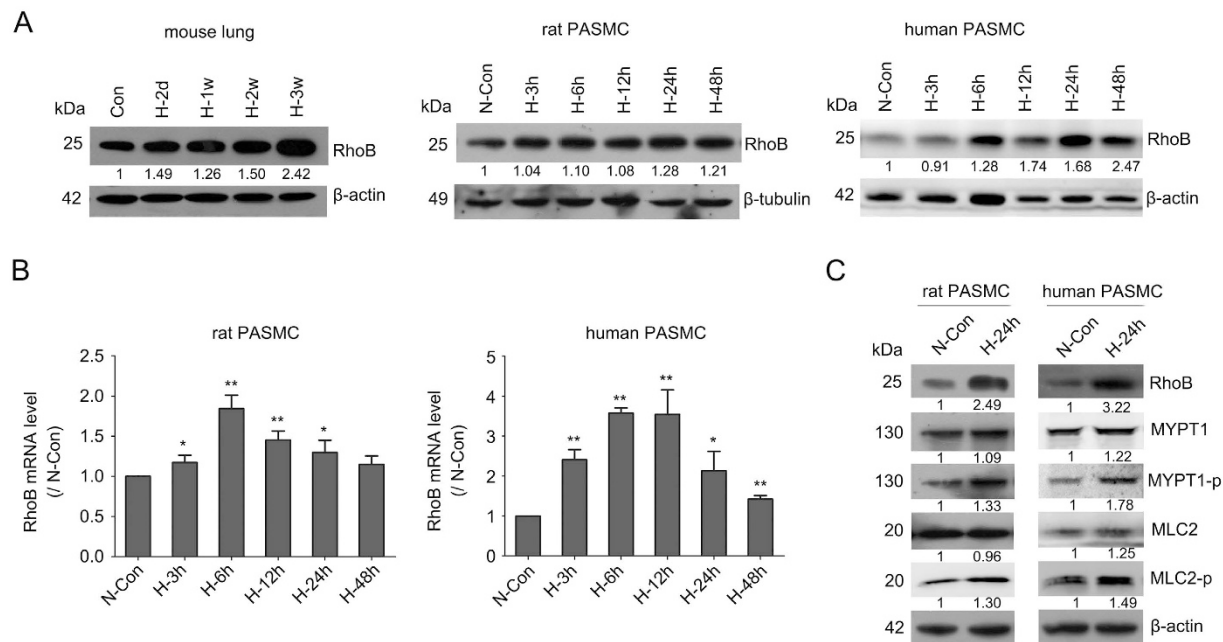 A
mouse lung
kDa
Con H-2d H-1w H-2w H-3w
25 RhoB
1 1.49 1.26 1.50 2.42
42 β-actin
rat PASMC
kDa
N-Con H-3h H-6h H-12h H-24h H-48h
25 RhoB
1 1.04 1.10 1.08 1.28 1.21
49 β-tubulin
human PASMC
kDa
N-Con H-3h H-6h H-12h H-24h H-48h
25 RhoB
1 0.91 1.28 1.74 1.68 2.47
42 β-actin
B
rat PASMC
RhoB mRNA level
(/ N-Con)
2.5
2.0
1.5
1.0
0.5
0.0
* ** ** *
N-Con H-3h H-6h H-12h H-24h H-48h
human PASMC
RhoB mRNA level
(/ N-Con)
5
4
3
2
1
0
** ** ** * **
N-Con H-3h H-6h H-12h H-24h H-48h
C
rat PASMC human PASMC
kDa
N-Con H-24h N-Con H-24h
25 RhoB
1 2.49 1 3.22
130 MYPT1
1 1.09 1 1.22
130 MYPT1-p
1 1.33 1 1.78
20 MLC2
1 0.96 1 1.25
20 MLC2-p
1 1.30 1 1.49
42 β-actin